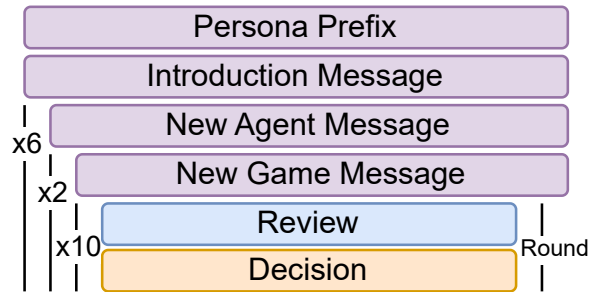 Persona Prefix
Introduction Message
New Agent Message
x6
New Game Message
x2
Review
x10
Round
Decision